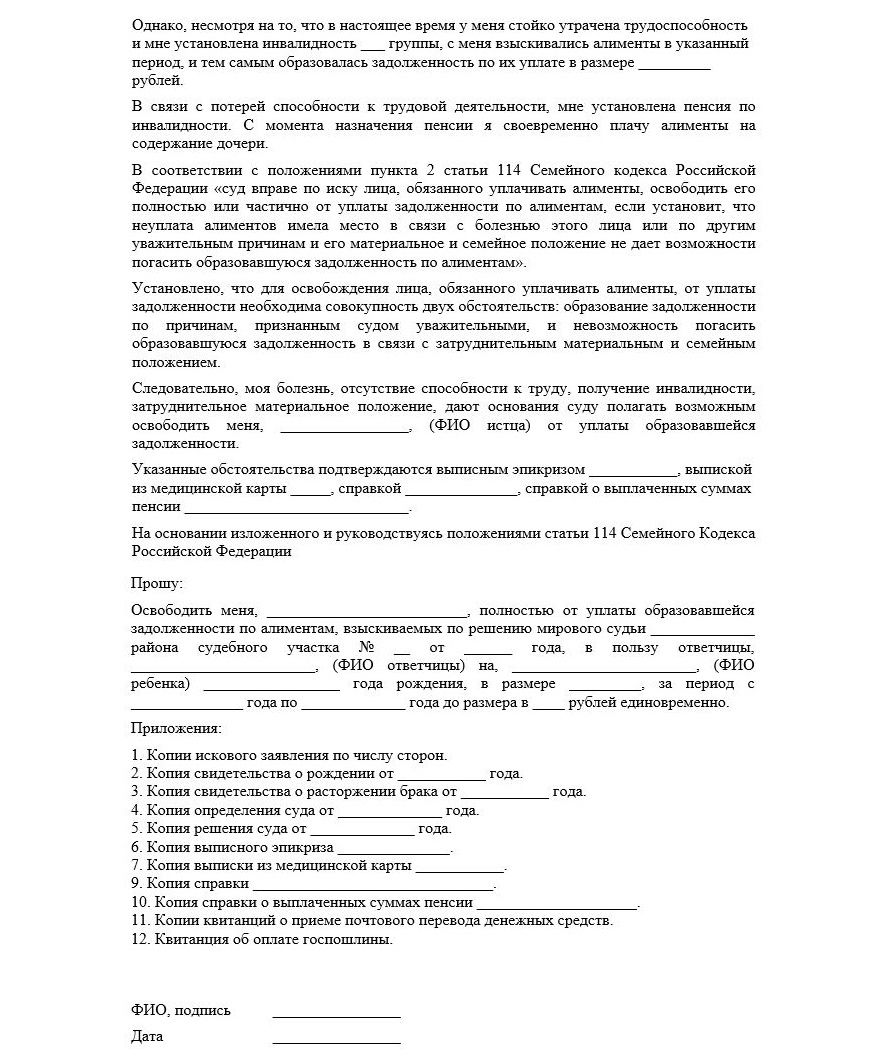 Однако, несмотря на то, что в настоящее время у меня стойко утрачена трудоспособность
и мне установлена инвалидность ___ группы, с меня взыскивались алименты в указанный
период, и тем самым образовалась задолженность по их уплате в размере _________
рублей.
В связи с потерей способности к трудовой деятельности, мне установлена пенсия по
инвалидности. С момента назначения пенсии я своевременно плачу алименты на
содержание дочери.
В соответствии с положениями пункта 2 статьи 114 Семейного кодекса Российской
Федерации «суд вправе по иску лица, обязанного уплачивать алименты, освободить его
полностью или частично от уплаты задолженности по алиментам, если установит, что
неуплата алиментов имела место в связи с болезнью этого лица или по другим
уважительным причинам и его материальное и семейное положение не дает возможности
погасить образовавшуюся задолженность по алиментам».
Установлено, что для освобождения лица, обязанного уплачивать алименты, от уплаты
задолженности необходима совокупность двух обстоятельств: образование задолженности
по причинам, признанным судом уважительными, и невозможность погасить
образовавшуюся задолженность в связи с затруднительным материальным и семейным
положением.
Следовательно, моя болезнь, отсутствие способности к труду, получение инвалидности,
затруднительное материальное положение, дают основания суду полагать возможным
освободить меня, ________________, (ФИО истца) от уплаты образовавшейся
задолженности.
Указанные обстоятельства подтверждаются выписным эпикризом ___________, выпиской
из медицинской карты _____, справкой ______________, справкой о выплаченных суммах
пенсии ____________________________.
На основании изложенного и руководствуясь положениями статьи 114 Семейного Кодекса
Российской Федерации
Прошу:
Освободить меня, _________________________, полностью от уплаты образовавшейся
задолженности по алиментам, взыскиваемых по решению мирового судьи _____________
района судебного участка № __ от ______ года, в пользу ответчицы,
_______________________, (ФИО ответчицы) на, _______________________, (ФИО
ребенка) _________________ года рождения, в размере _________, за период с
______________ года по _____________ года до размера в ____ рублей единовременно.
Приложения:
1. Копии искового заявления по числу сторон.
2. Копия свидетельства о рождении от ___________ года.
3. Копия свидетельства о расторжении брака от ___________ года.
4. Копия определения суда от _____________ года.
5. Копия решения суда от _____________ года.
6. Копия выписного эпикриза ______________.
7. Копия выписки из медицинской карты ___________.
9. Копия справки ______________________________.
10. Копия справки о выплаченных суммах пенсии ____________________.
11. Копии квитанций о приеме почтового перевода денежных средств.
12. Квитанция об оплате госпошлины.
ФИО, подпись ________________
Дата ________________